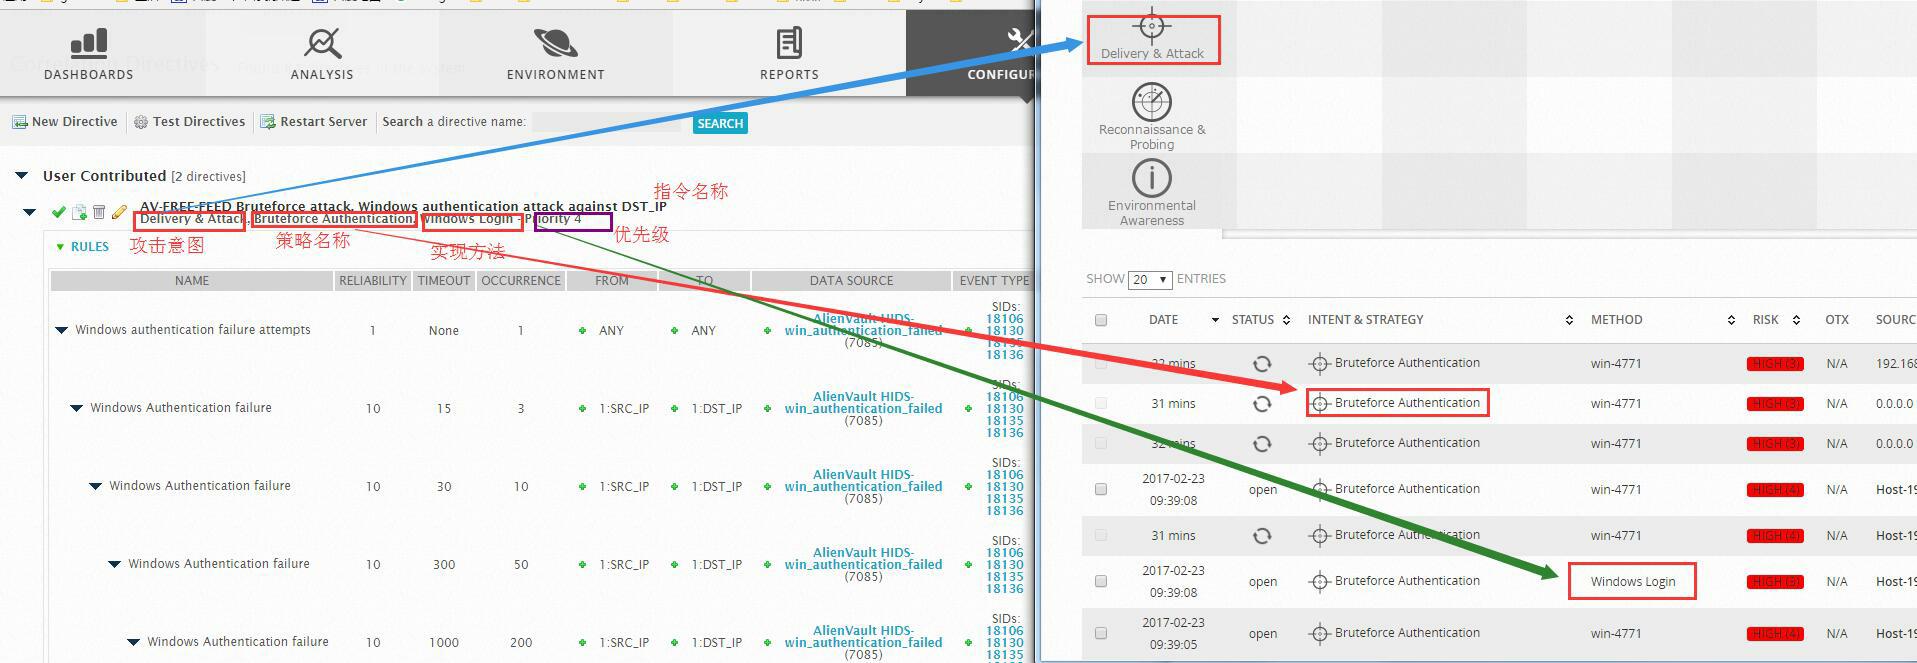 DASHBOARDS
ANALYSIS
ENVIRONMENT
REPORTS
CONFIGUR
New Directive
Test Directives
Restart Server
Search a directive name:
SEARCH
User Contributed [2 directives]
指令名称
AV-FREE-FEED Bruteforce attack, Windows authentication attack against DST_IP
Delivery & Attack, Bruteforce Authentication, Windows Login - Priority 4
攻击意图
策略名称
实现方法
优先级
RULES
NAME RELIABILITY TIMEOUT OCCURRENCE FROM TO DATA SOURCE EVENT TYPE
Windows authentication failure attempts 1 None 1 ANY ANY
AlienVault HIDS-
win_authentication_failed
(7085)
SIDs:
18106
18130
18135
18136
Windows Authentication failure 10 15 3 1:SRC_IP 1:DST_IP
AlienVault HIDS-
win_authentication_failed
(7085)
SIDs:
18106
18130
18135
18136
Windows Authentication failure 10 30 10 1:SRC_IP 1:DST_IP
AlienVault HIDS-
win_authentication_failed
(7085)
SIDs:
18106
18130
18135
18136
Windows Authentication failure 10 300 50 1:SRC_IP 1:DST_IP
AlienVault HIDS-
win_authentication_failed
(7085)
SIDs:
18106
18130
18135
18136
Windows Authentication failure 10 1000 200 1:SRC_IP 1:DST_IP
AlienVault HIDS-
win_authentication_failed
(7085)
SIDs:
18106
18130
18135
18136
Delivery & Attack
Reconnaissance &
Probing
Environmental
Awareness
SHOW 20 ENTRIES
DATE STATUS INTENT & STRATEGY METHOD RISK OTX SOURC
mins Bruteforce Authentication win-4771 HIGH (3) N/A 192.168
31 mins Bruteforce Authentication win-4771 HIGH (3) N/A 0.0.0.0
32 mins Bruteforce Authentication win-4771 HIGH (3) N/A 0.0.0.0
2017-02-23
09:39:08
open Bruteforce Authentication win-4771 HIGH (4) N/A Host-19
31 mins Bruteforce Authentication win-4771 HIGH (4) N/A Host-19
2017-02-23
09:39:08
open Bruteforce Authentication Windows Login HIGH (3) N/A Host-19
2017-02-23
09:39:05
open Bruteforce Authentication win-4771 HIGH (4) N/A Host-19